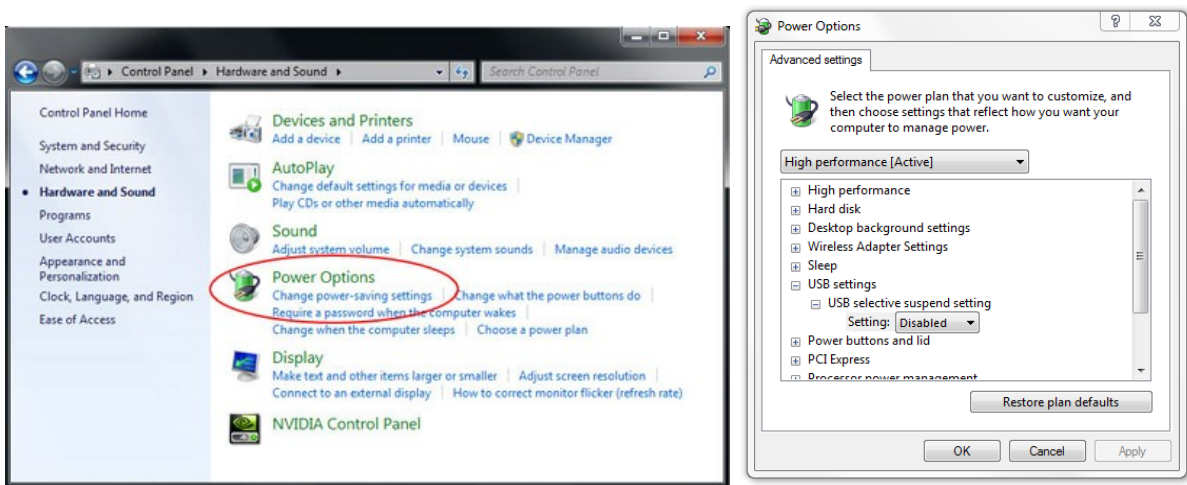 Control Panel ▸ Hardware and Sound ▸
Search Control Panel
Control Panel Home
System and Security
Network and Internet
Hardware and Sound
Programs
User Accounts
Appearance and
Personalization
Clock, Language, and Region
Ease of Access
Devices and Printers
Add a device | Add a printer | Mouse | Device Manager
AutoPlay
Change default settings for media or devices |
Play CDs or other media automatically
Sound
Adjust system volume | Change system sounds | Manage audio devices
Power Options
Change power-saving settings | Change what the power buttons do |
Require a password when the computer wakes |
Change when the computer sleeps | Choose a power plan
Display
Make text and other items larger or smaller | Adjust screen resolution |
Connect to an external display | How to correct monitor flicker (refresh rate)
NVIDIA Control Panel
Power Options
Advanced settings
Select the power plan that you want to customize, and
then choose settings that reflect how you want your
computer to manage power.
High performance [Active]
High performance
Hard disk
Desktop background settings
Wireless Adapter Settings
Sleep
USB settings
USB selective suspend setting
Setting: Disabled
Power buttons and lid
PCI Express
Processor power management
Restore plan defaults
OK Cancel Apply